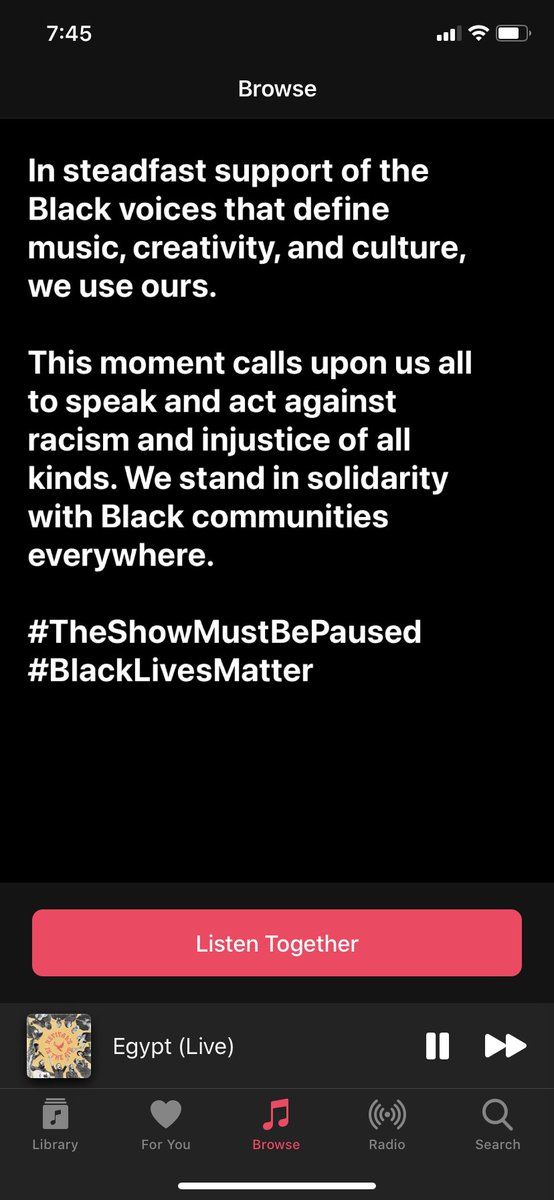 7:45
Browse
In steadfast support of the
Black voices that define
music, creativity, and culture,
we use ours.
This moment calls upon us all
to speak and act against
racism and injustice of all
kinds. We stand in solidarity
with Black communities
everywhere.
#TheShowMustBePaused
#BlackLivesMatter
Listen Together
Egypt (Live)
Library
For You
Browse
Radio
Search